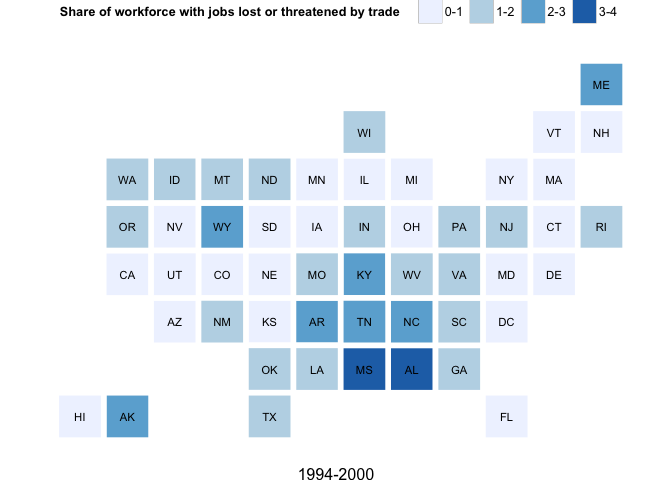 Share of workforce with jobs lost or threatened by trade 0-1 1-2 2-3 3-4
ME
WI VT NH
WA ID MT ND MN IL MI NY MA
OR NV WY SD IA IN OH PA NJ CT RI
CA UT CO NE MO KY WV VA MD DE
AZ NM KS AR TN NC SC DC
OK LA MS AL GA
HI AK TX FL
1994-2000